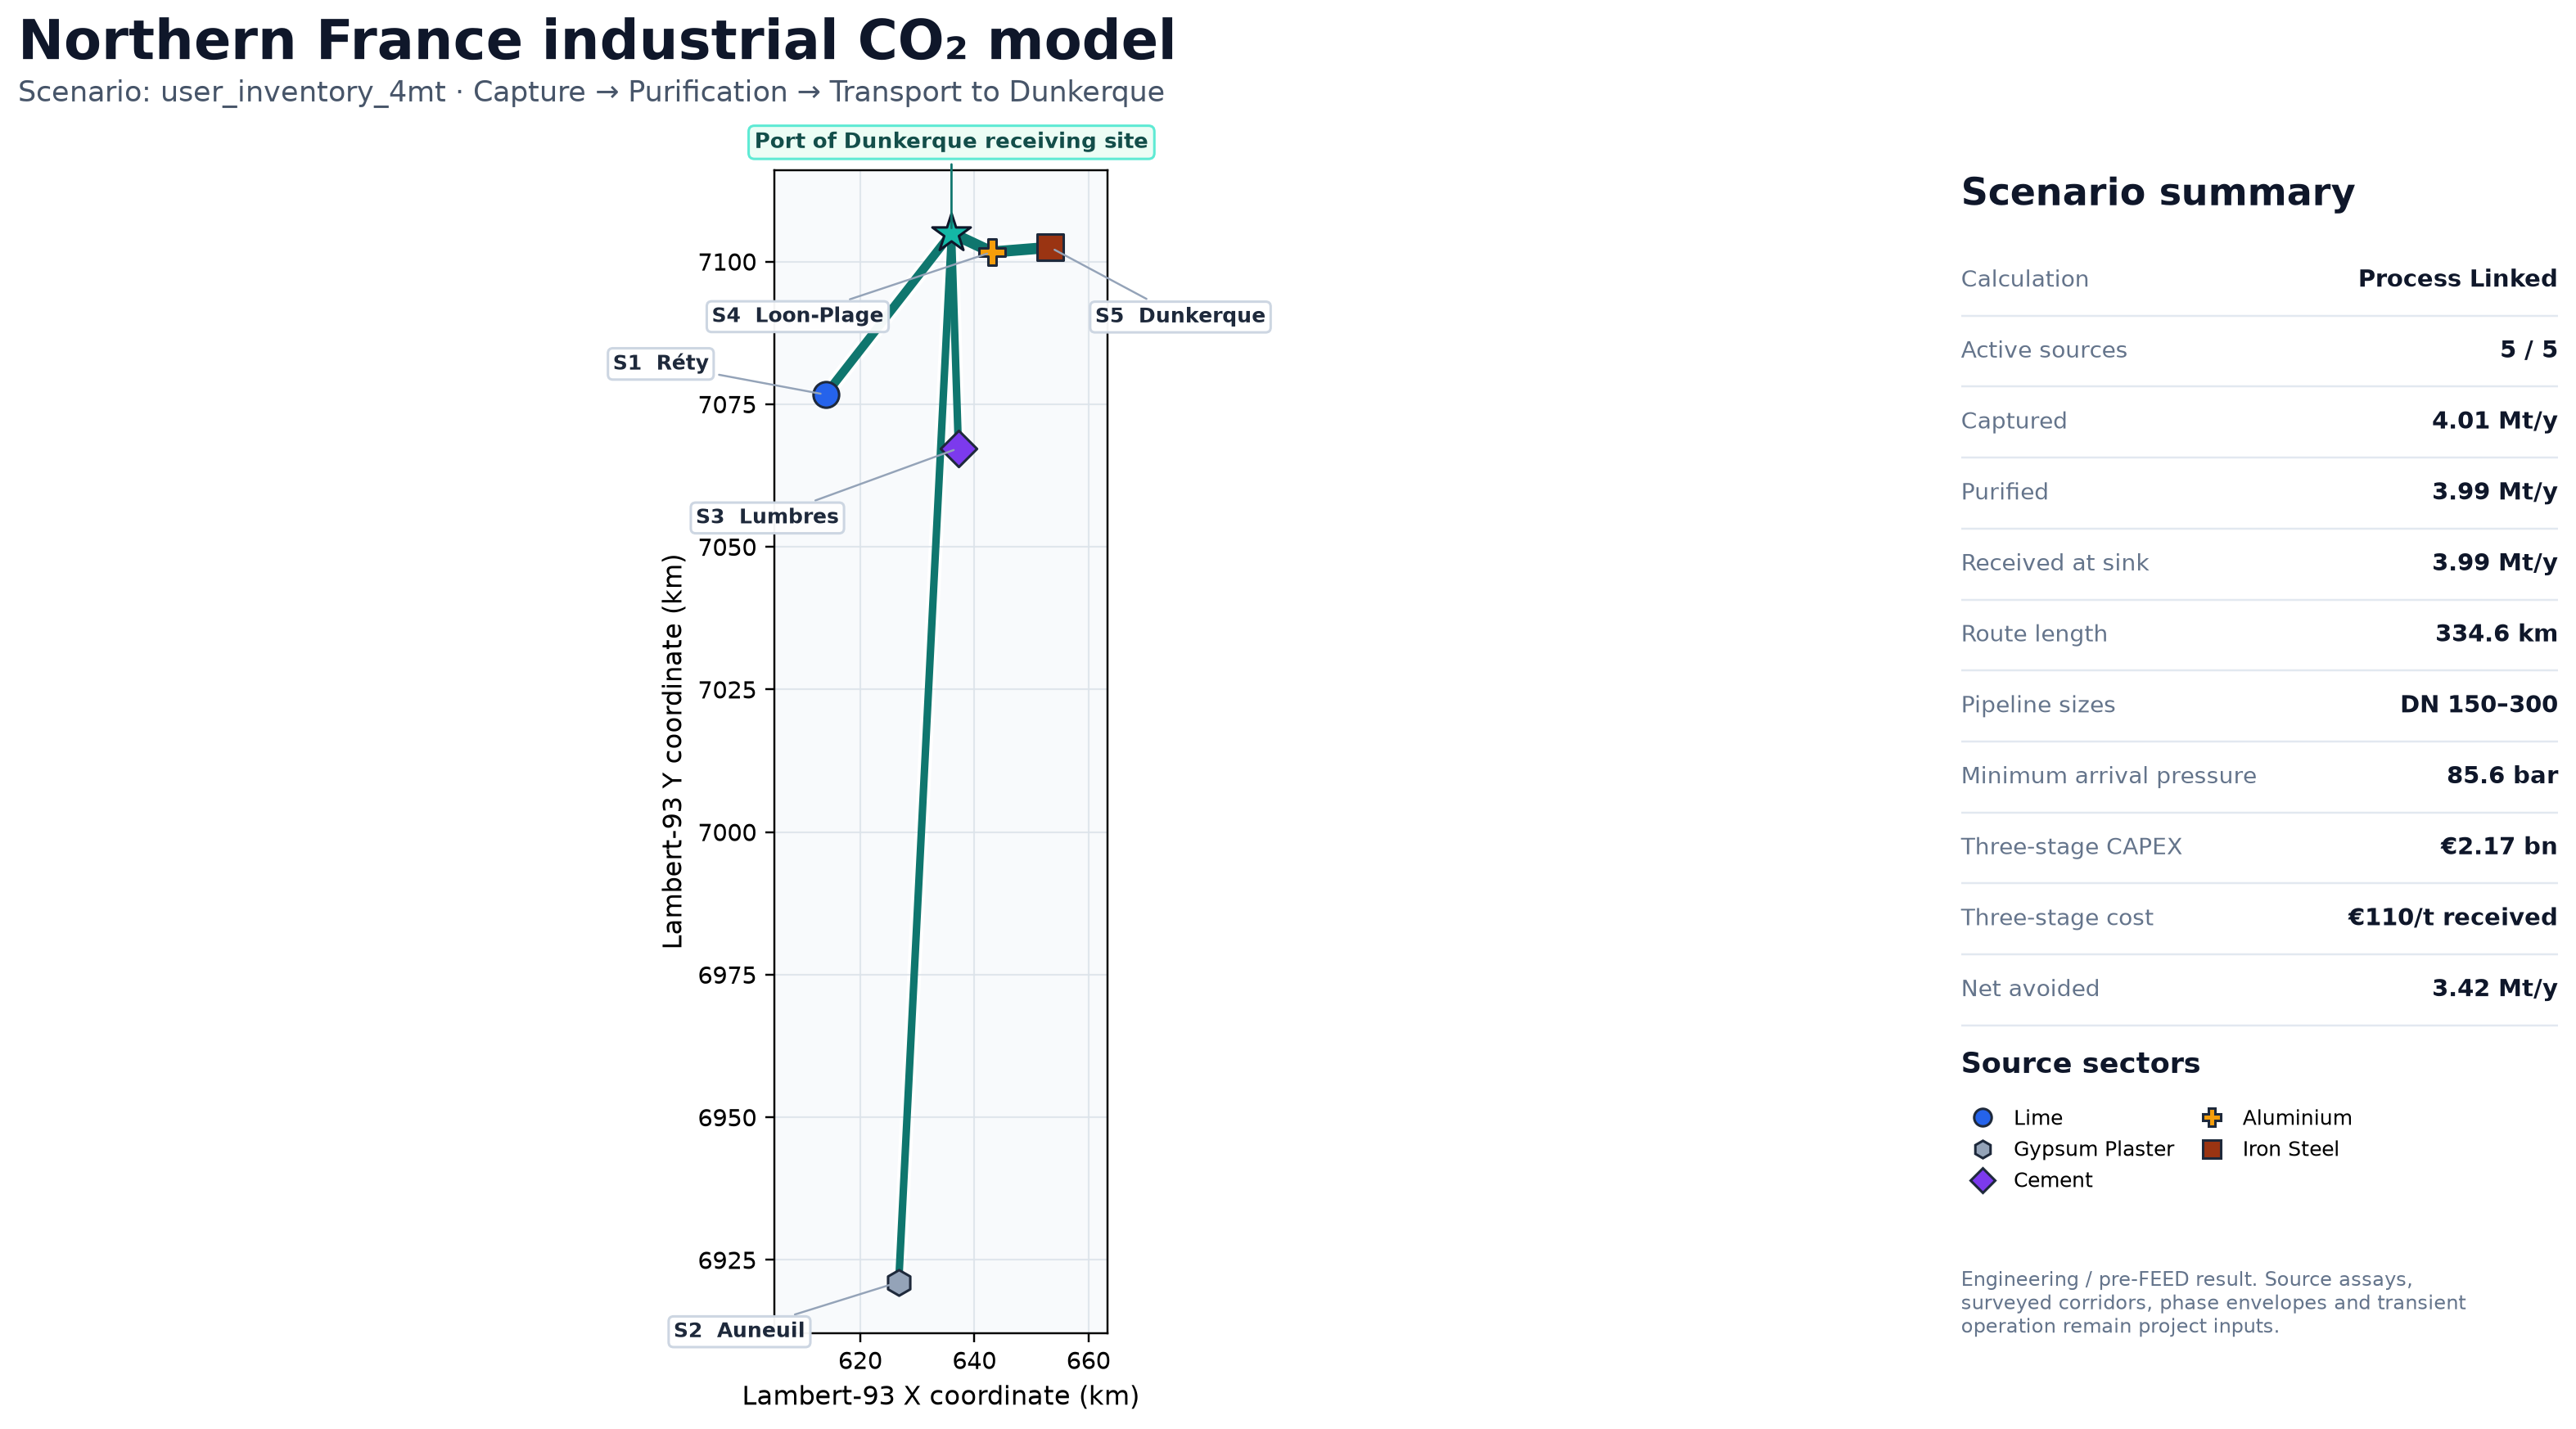 Northern France industrial CO₂ model
Scenario: user_inventory_4mt · Capture → Purification → Transport to Dunkerque
Port of Dunkerque receiving site
S4 Loon-Plage
S5 Dunkerque
S1 Réty
S3 Lumbres
S2 Auneuil
7100
7075
7050
7025
7000
6975
6950
6925
Lambert-93 Y coordinate (km)
620 640 660
Lambert-93 X coordinate (km)
Scenario summary
Calculation Process Linked
Active sources 5 / 5
Captured 4.01 Mt/y
Purified 3.99 Mt/y
Received at sink 3.99 Mt/y
Route length 334.6 km
Pipeline sizes DN 150–300
Minimum arrival pressure 85.6 bar
Three-stage CAPEX €2.17 bn
Three-stage cost €110/t received
Net avoided 3.42 Mt/y
Source sectors
Lime Aluminium
Gypsum Plaster Iron Steel
Cement
Engineering / pre-FEED result. Source assays,
surveyed corridors, phase envelopes and transient
operation remain project inputs.